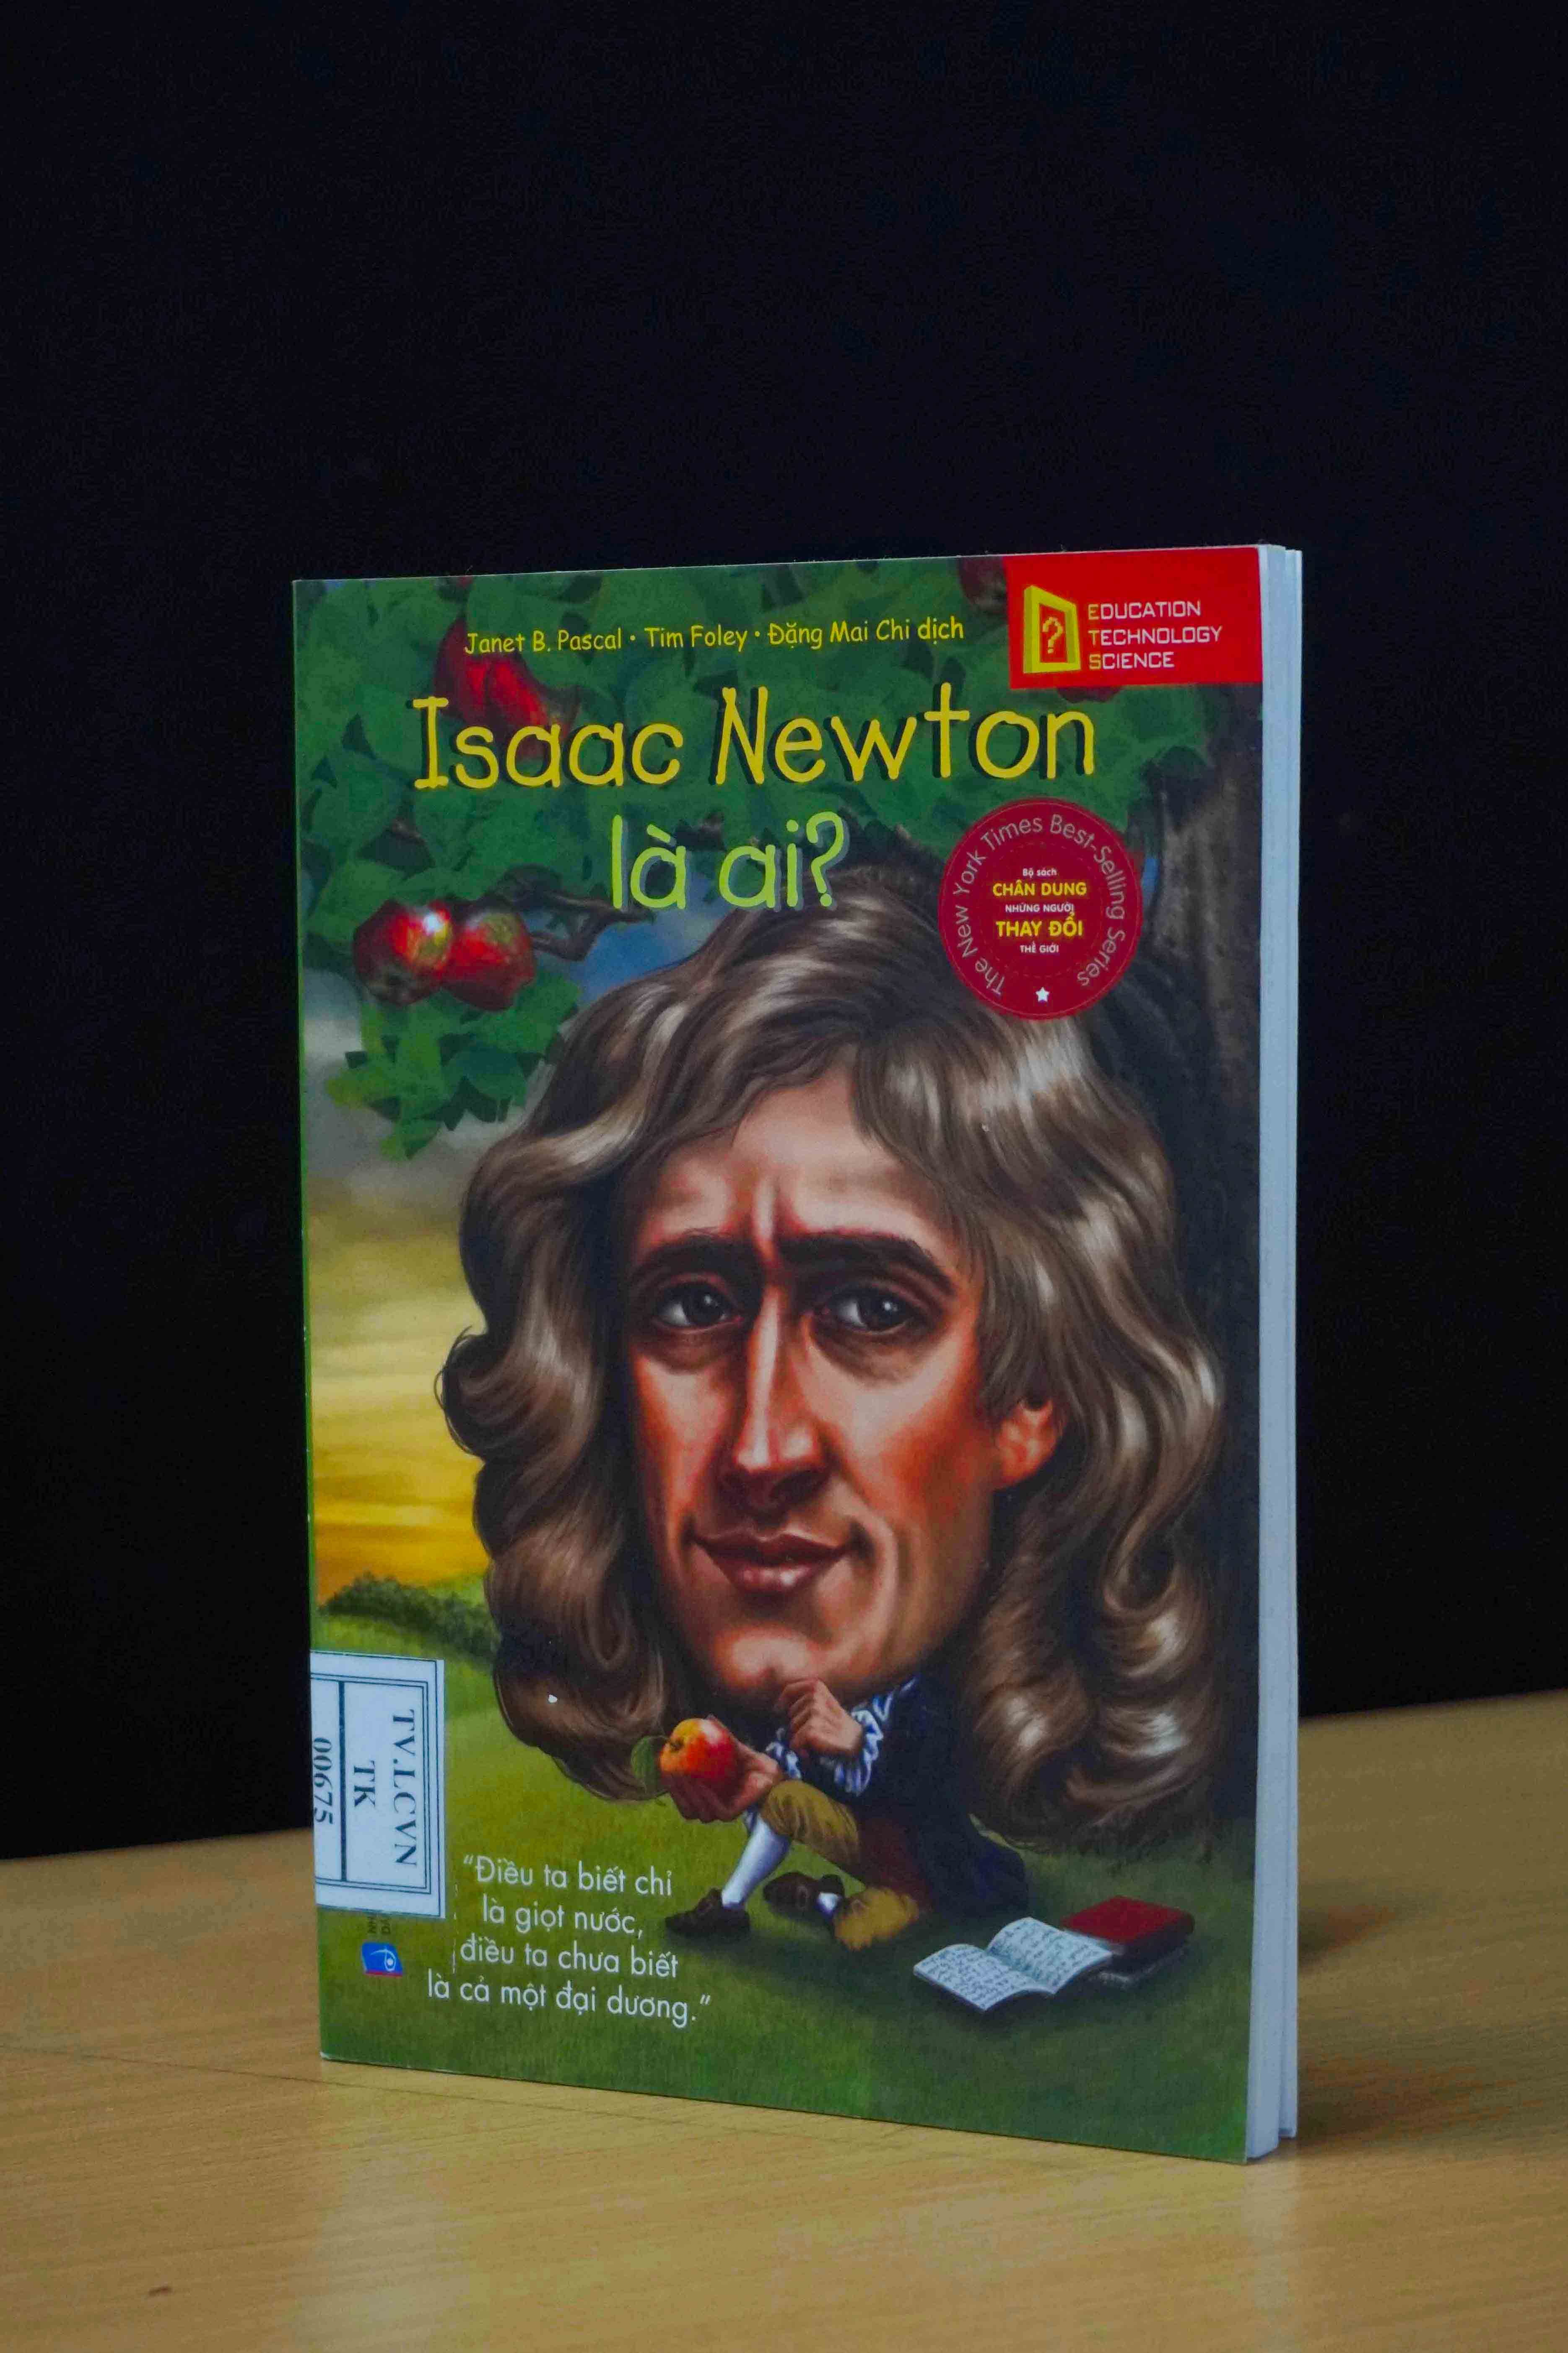 Janet B. Pascal • Tim Foley • Đặng Mai Chi dịch
EDUCATION
TECHNOLOGY
SCIENCE
Isaac Newton
là ai?
The New York Times Best-Selling Series
Bộ sách
CHÂN DUNG
NHỮNG NGƯỜI
THAY ĐỔI
THẾ GIỚI
TV.LCVN
TK
00675
“Điều ta biết chỉ
là giọt nước,
điều ta chưa biết
là cả một đại dương.”